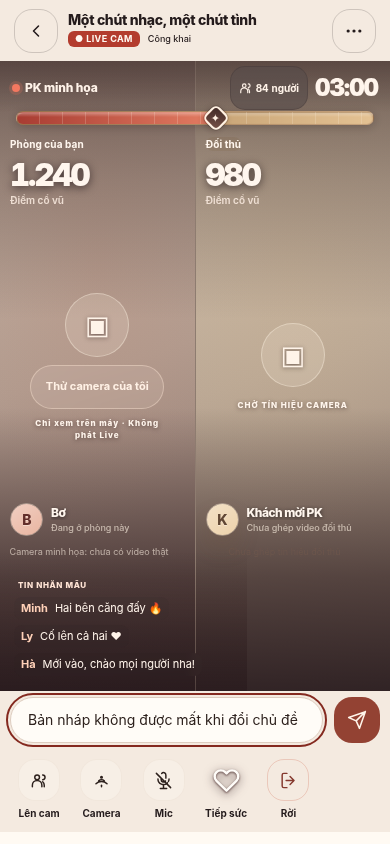 Một chút nhạc, một chút tình
LIVE CAM Công khai
PK minh họa 84 người 03:00
Phòng của bạn Đối thủ
1.240 980
Điểm cổ vũ Điểm cổ vũ
Thử camera của tôi
Chỉ xem trên máy · Không phát Live
CHỜ TÍN HIỆU CAMERA
B Bơ K Khách mời PK
Đang ở phòng này Chưa ghép video đối thủ
Camera minh họa: chưa có video thật
TIN NHẮN MẪU
Minh Hai bên căng đấy 🔥
Ly Cố lên cả hai ♥
Hà Mới vào, chào mọi người nha!
Bản nháp không được mất khi đổi chủ đề
Lên cam Camera Mic Tiếp sức Rời